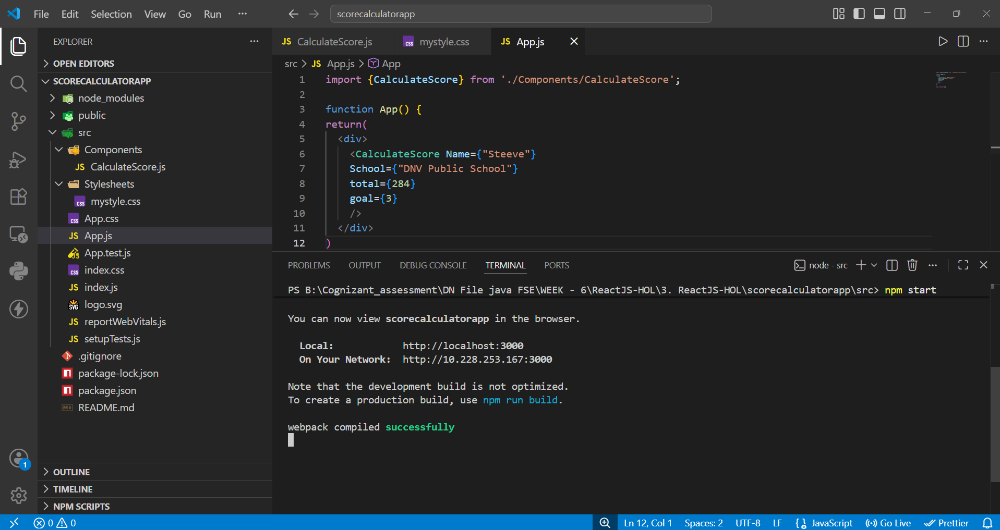 File Edit Selection View Go Run ···
scorecalculatorapp
EXPLORER
OPEN EDITORS
SCORECALCULATORAPP
node_modules
public
src
Components
JS CalculateScore.js
Stylesheets
css mystyle.css
css App.css
JS App.js
App.test.js
css index.css
JS index.js
SVG logo.svg
JS reportWebVitals.js
JS setupTests.js
.gitignore
package-lock.json
package.json
README.md
OUTLINE
TIMELINE
NPM SCRIPTS
1
JS CalculateScore.js css mystyle.css JS App.js
src > JS App.js > App
1 import {CalculateScore} from './Components/CalculateScore';
2
3 function App() {
4 return(
5 <div>
6 <CalculateScore Name={"Steeve"}
7 School={"DNV Public School"}
8 total={284}
9 goal={3}
10 />
11 </div>
12 )
PROBLEMS OUTPUT DEBUG CONSOLE TERMINAL PORTS
node - src
PS B:\Cognizant_assessment\DN File java FSE\WEEK - 6\ReactJS-HOL\3. ReactJS-HOL\scorecalculatorapp\src> npm start
You can now view scorecalculatorapp in the browser.
Local: http://localhost:3000
On Your Network: http://10.228.253.167:3000
Note that the development build is not optimized.
To create a production build, use npm run build.
webpack compiled successfully
0 0 Ln 12, Col 1 Spaces: 2 UTF-8 LF {} JavaScript Go Live Prettier